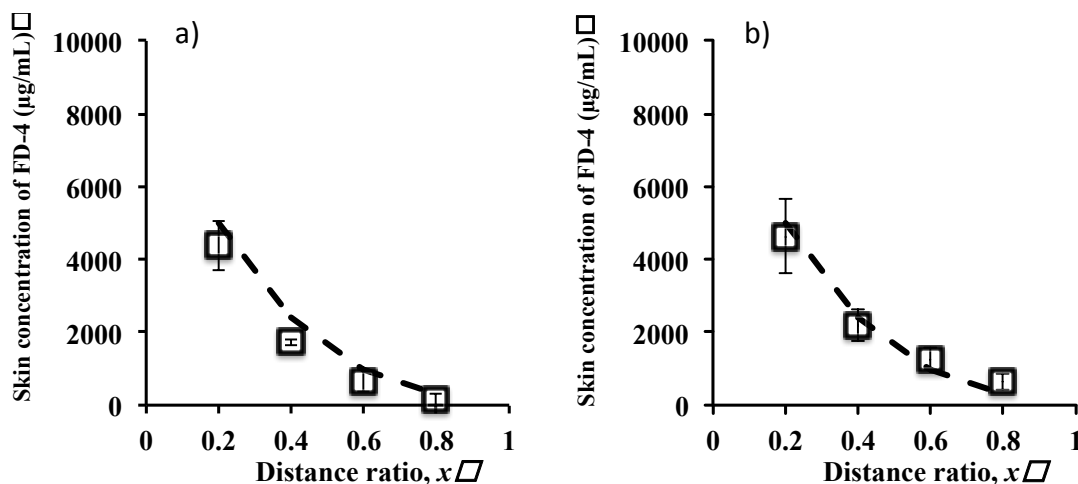 a)
Skin concentration of FD-4 (µg/mL)□
10000
8000
6000
4000
2000
0
0 0.2 0.4 0.6 0.8 1
Distance ratio, x□
b)
Skin concentration of FD-4 (µg/mL)□
10000
8000
6000
4000
2000
0
0 0.2 0.4 0.6 0.8 1
Distance ratio, x□